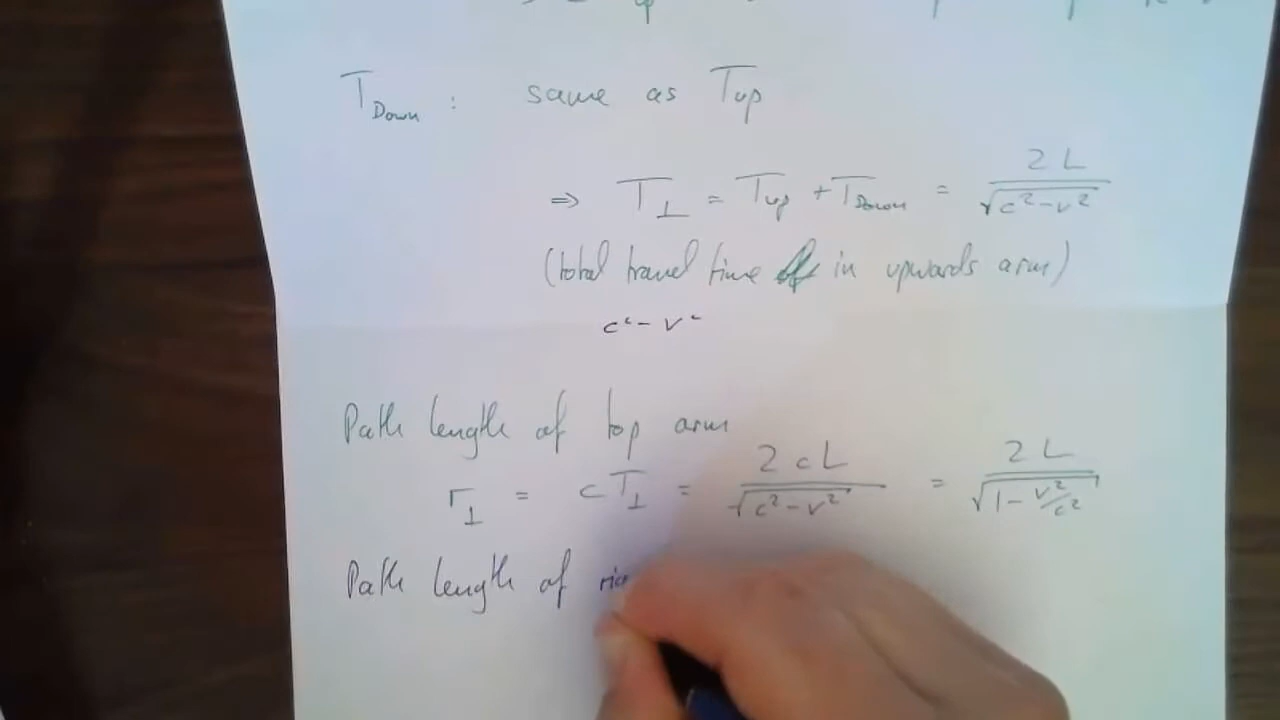 T_Down : same as T_up
⇒ T_⊥ = T_up + T_Down = 2L / √(c² − v²)
(total travel time in upwards arm)
c² − v²
Path length of top arm
r_⊥ = cT_⊥ = 2cL / √(c² − v²) = 2L / √(1 − v²/c²)
Path length of